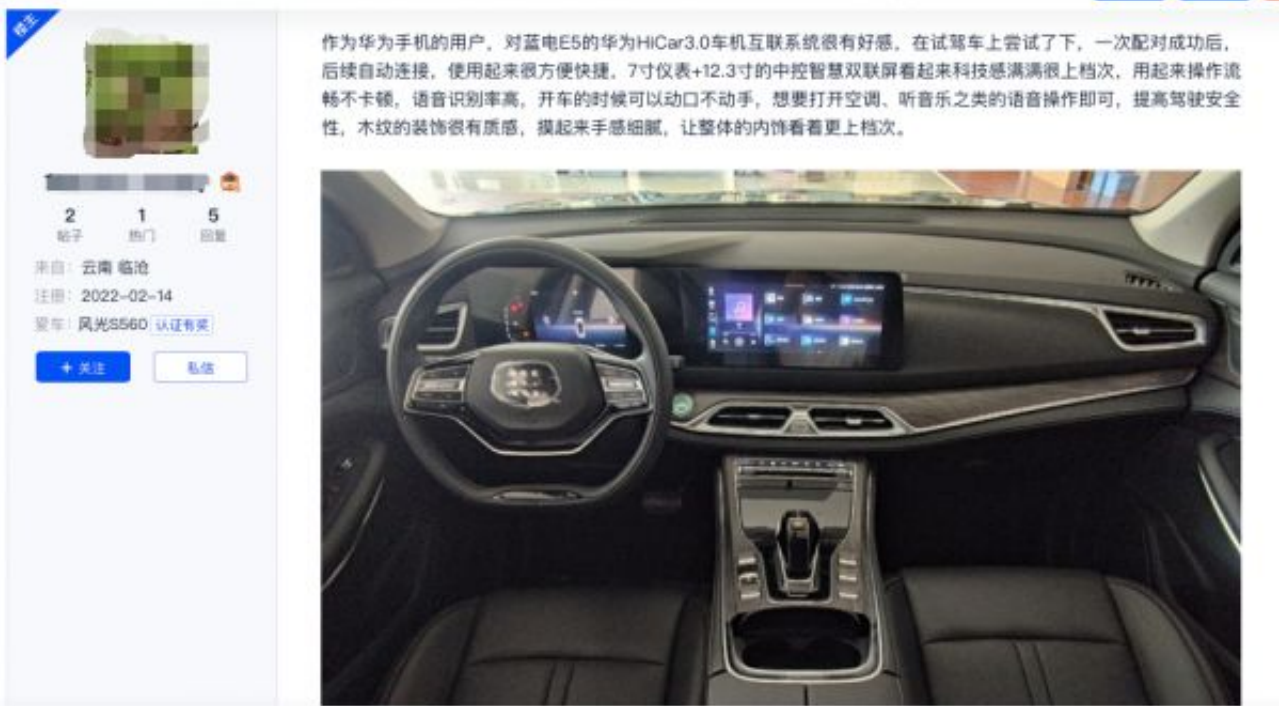 楼主
2
1
5
帖子
热门
回复
来自：云南 临沧
注册：2022-02-14
爱车：风光S560 认证有奖
+ 关注
私信
作为华为手机的用户，对蓝电E5的华为HiCar3.0车机互联系统很有好感，在试驾车上尝试了下，一次配对成功后，
后续自动连接，使用起来很方便快捷，7寸仪表+12.3寸的中控智慧双联屏看起来科技感满满很上档次，用起来操作流
畅不卡顿，语音识别率高，开车的时候可以动口不动手，想要打开空调、听音乐之类的语音操作即可，提高驾驶安全
性，木纹的装饰很有质感，摸起来手感细腻，让整体的内饰看着更上档次。